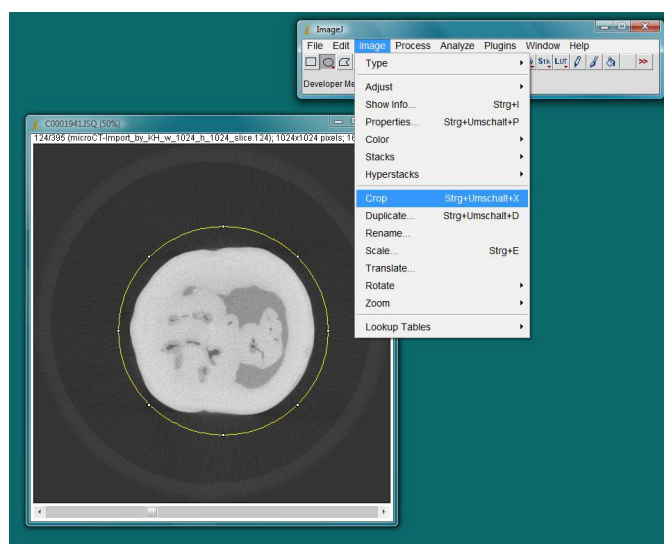 ImageJ
File Edit Image Process Analyze Plugins Window Help
Stk LUT >>
Developer Me
Type
Adjust
Show Info... Strg+I
Properties... Strg+Umschalt+P
Color
Stacks
Hyperstacks
Crop Strg+Umschalt+X
Duplicate... Strg+Umschalt+D
Rename...
Scale... Strg+E
Translate...
Rotate
Zoom
Lookup Tables
C0001941.ISQ (50%)
124/395 (microCT-Import_by_KH_w_1024_h_1024_slice.124); 1024x1024 pixels; 16